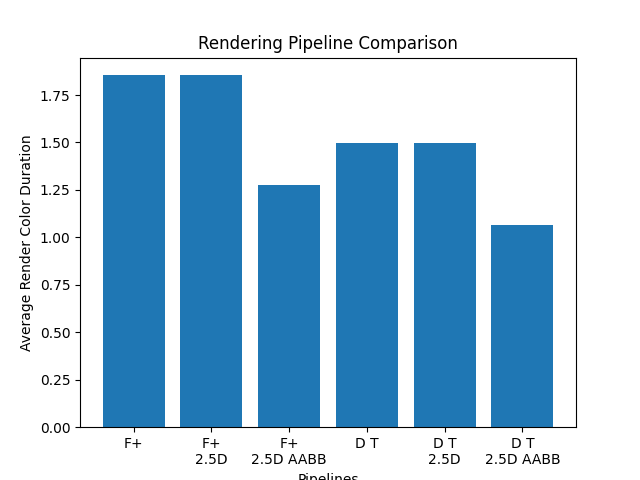 Rendering Pipeline Comparison
Average Render Color Duration
1.75
1.50
1.25
1.00
0.75
0.50
0.25
0.00
F+
F+
2.5D
F+
2.5D AABB
D T
D T
2.5D
D T
2.5D AABB
Pipelines